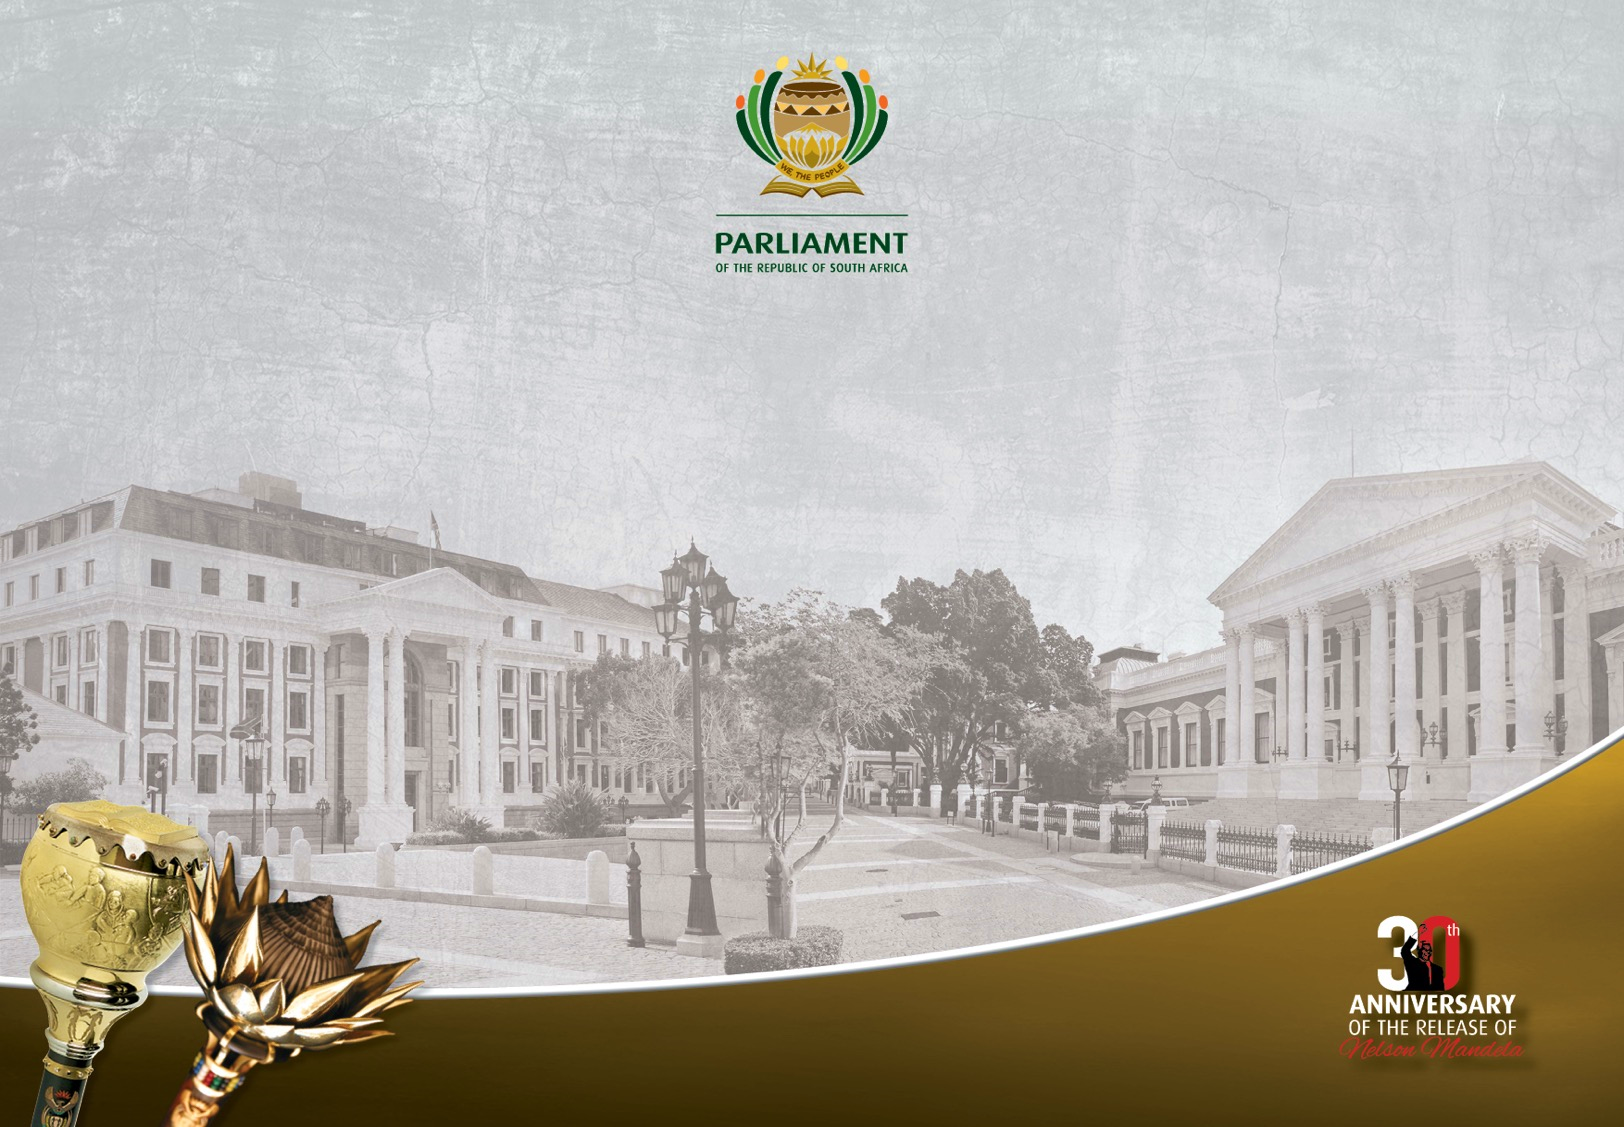 WE THE PEOPLE
PARLIAMENT
OF THE REPUBLIC OF SOUTH AFRICA
30th
ANNIVERSARY
OF THE RELEASE OF
Nelson Mandela